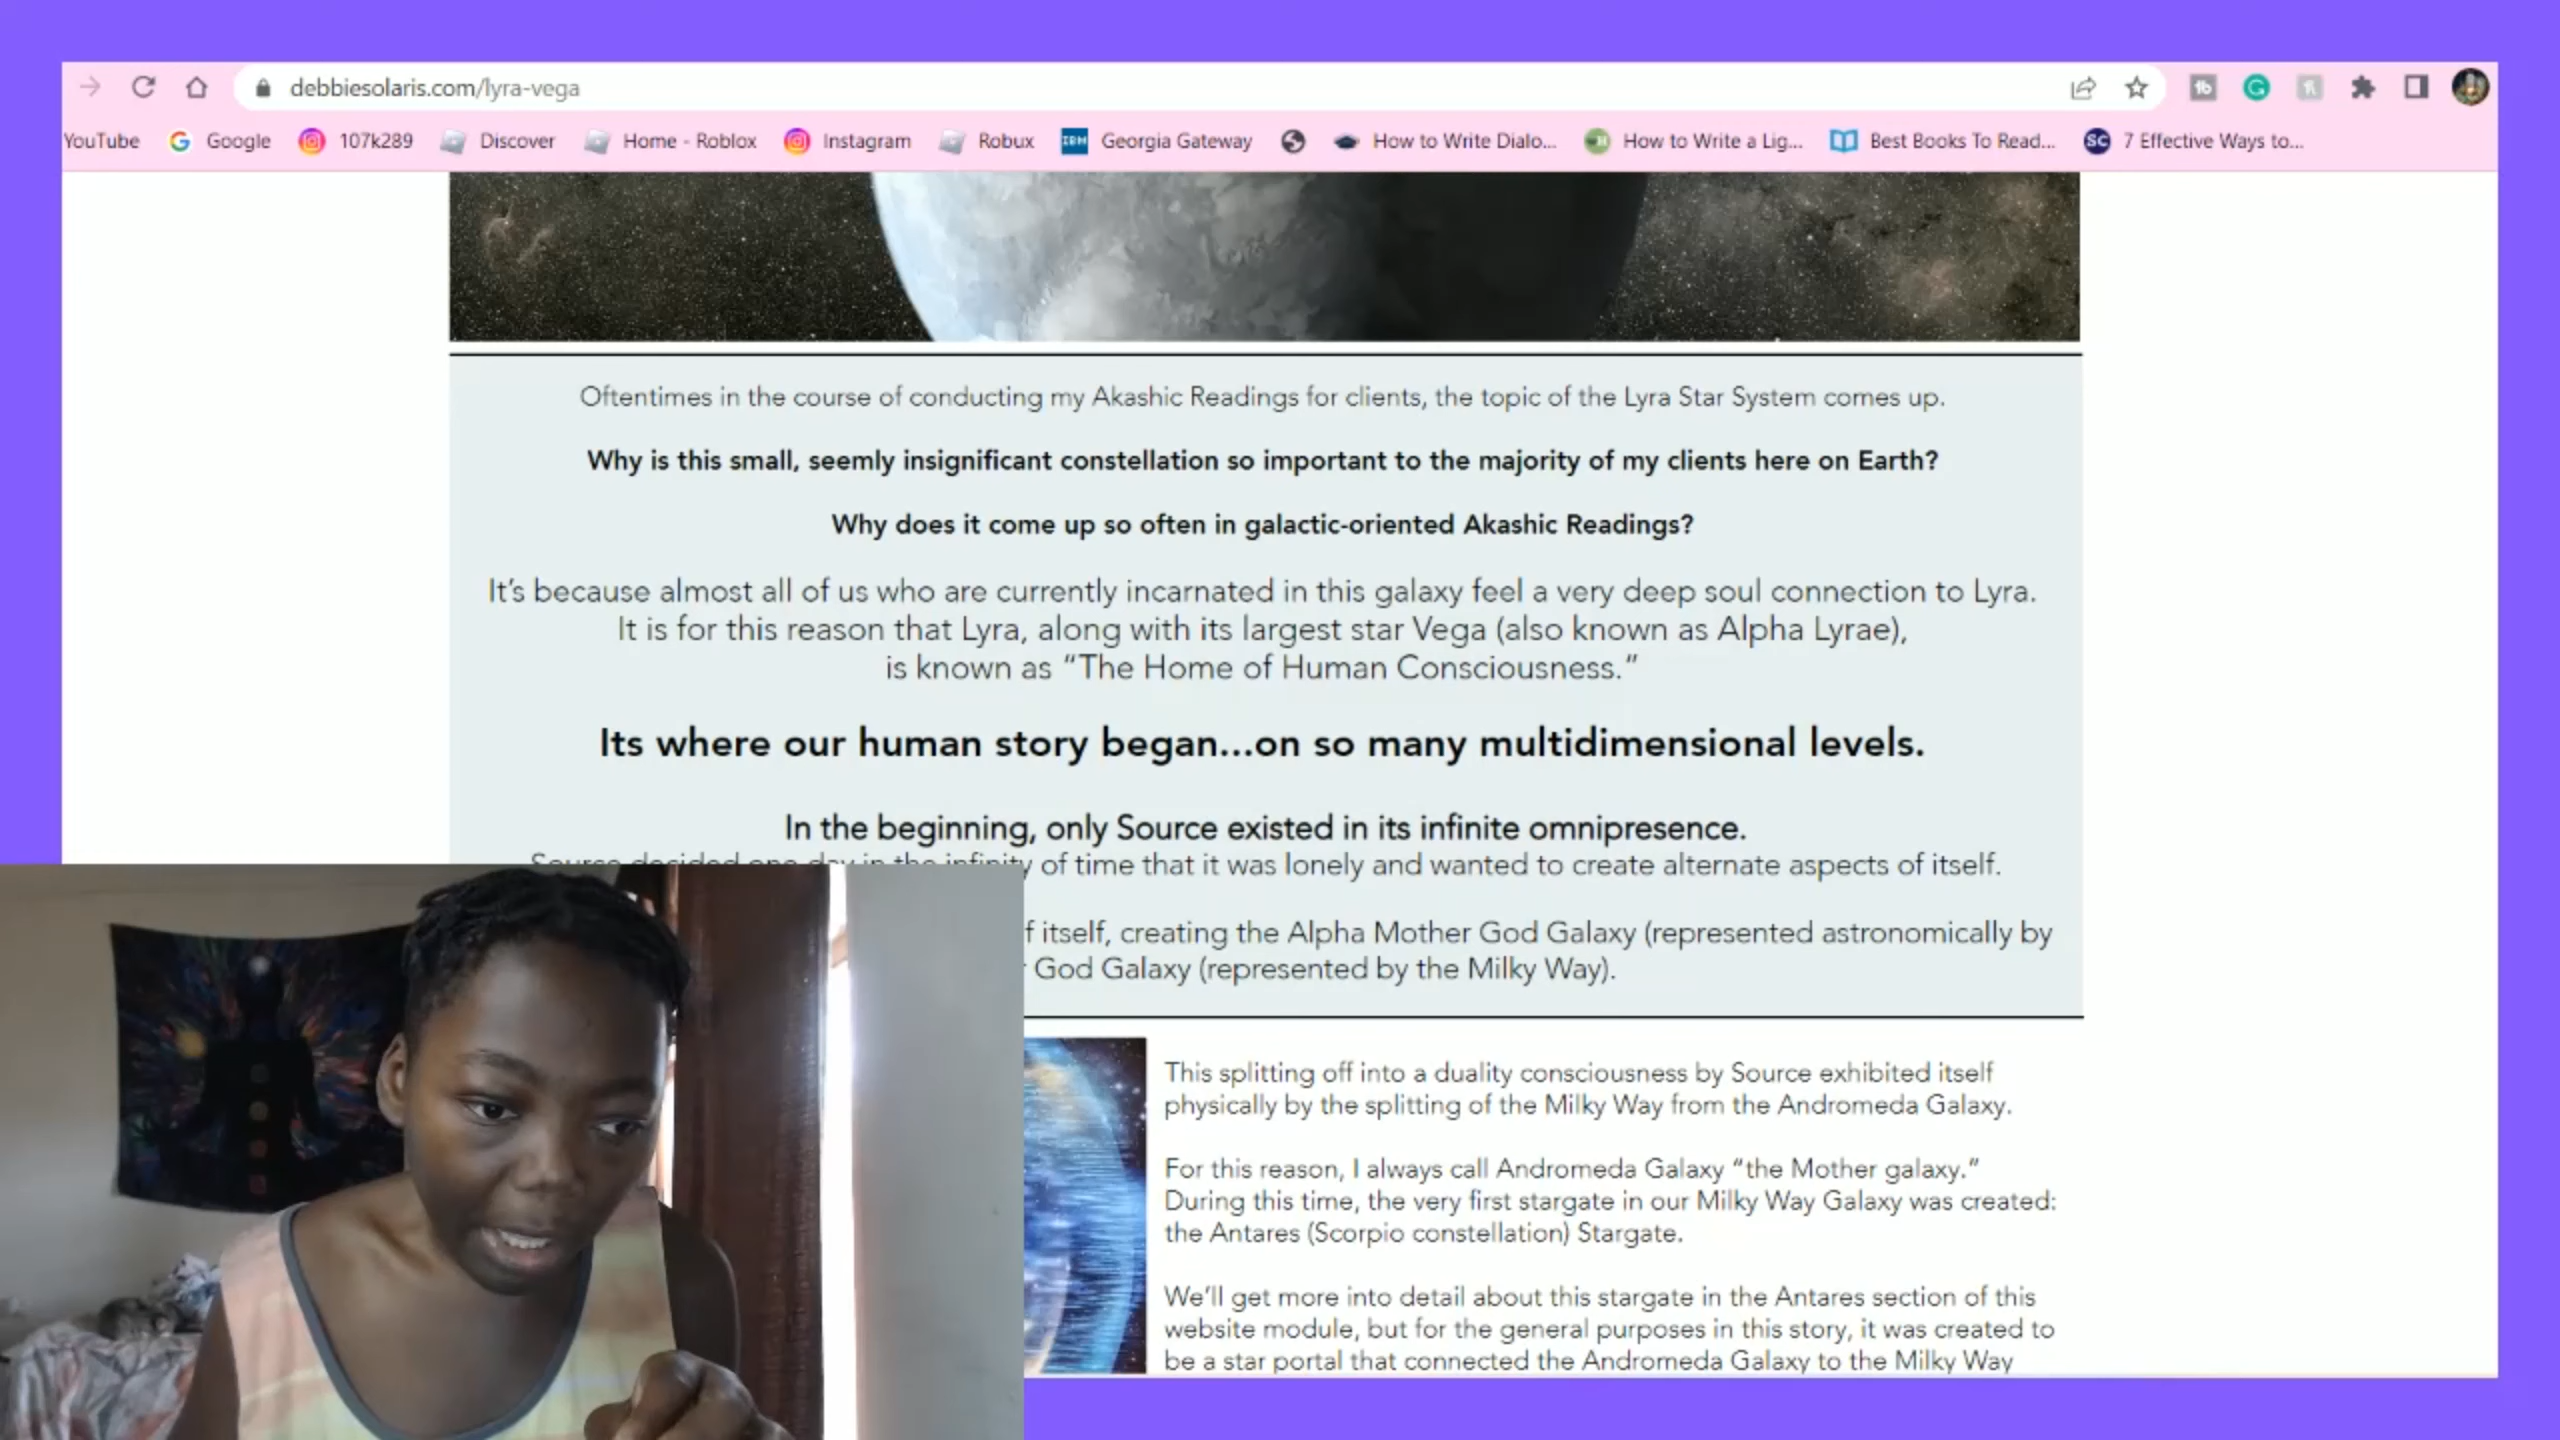 debbiesolaris.com/lyra-vega
YouTube Google 107k289 Discover Home - Roblox Instagram Robux IBM Georgia Gateway How to Write Dialo... How to Write a Lig... Best Books To Read... SC 7 Effective Ways to...
Oftentimes in the course of conducting my Akashic Readings for clients, the topic of the Lyra Star System comes up.
Why is this small, seemly insignificant constellation so important to the majority of my clients here on Earth?
Why does it come up so often in galactic-oriented Akashic Readings?
It's because almost all of us who are currently incarnated in this galaxy feel a very deep soul connection to Lyra.
It is for this reason that Lyra, along with its largest star Vega (also known as Alpha Lyrae),
is known as “The Home of Human Consciousness.”
Its where our human story began...on so many multidimensional levels.
In the beginning, only Source existed in its infinite omnipresence.
Source decided one day in the infinity of time that it was lonely and wanted to create alternate aspects of itself.
f itself, creating the Alpha Mother God Galaxy (represented astronomically by
God Galaxy (represented by the Milky Way).
This splitting off into a duality consciousness by Source exhibited itself
physically by the splitting of the Milky Way from the Andromeda Galaxy.
For this reason, I always call Andromeda Galaxy “the Mother galaxy.”
During this time, the very first stargate in our Milky Way Galaxy was created:
the Antares (Scorpio constellation) Stargate.
We'll get more into detail about this stargate in the Antares section of this
website module, but for the general purposes in this story, it was created to
be a star portal that connected the Andromeda Galaxy to the Milky Way